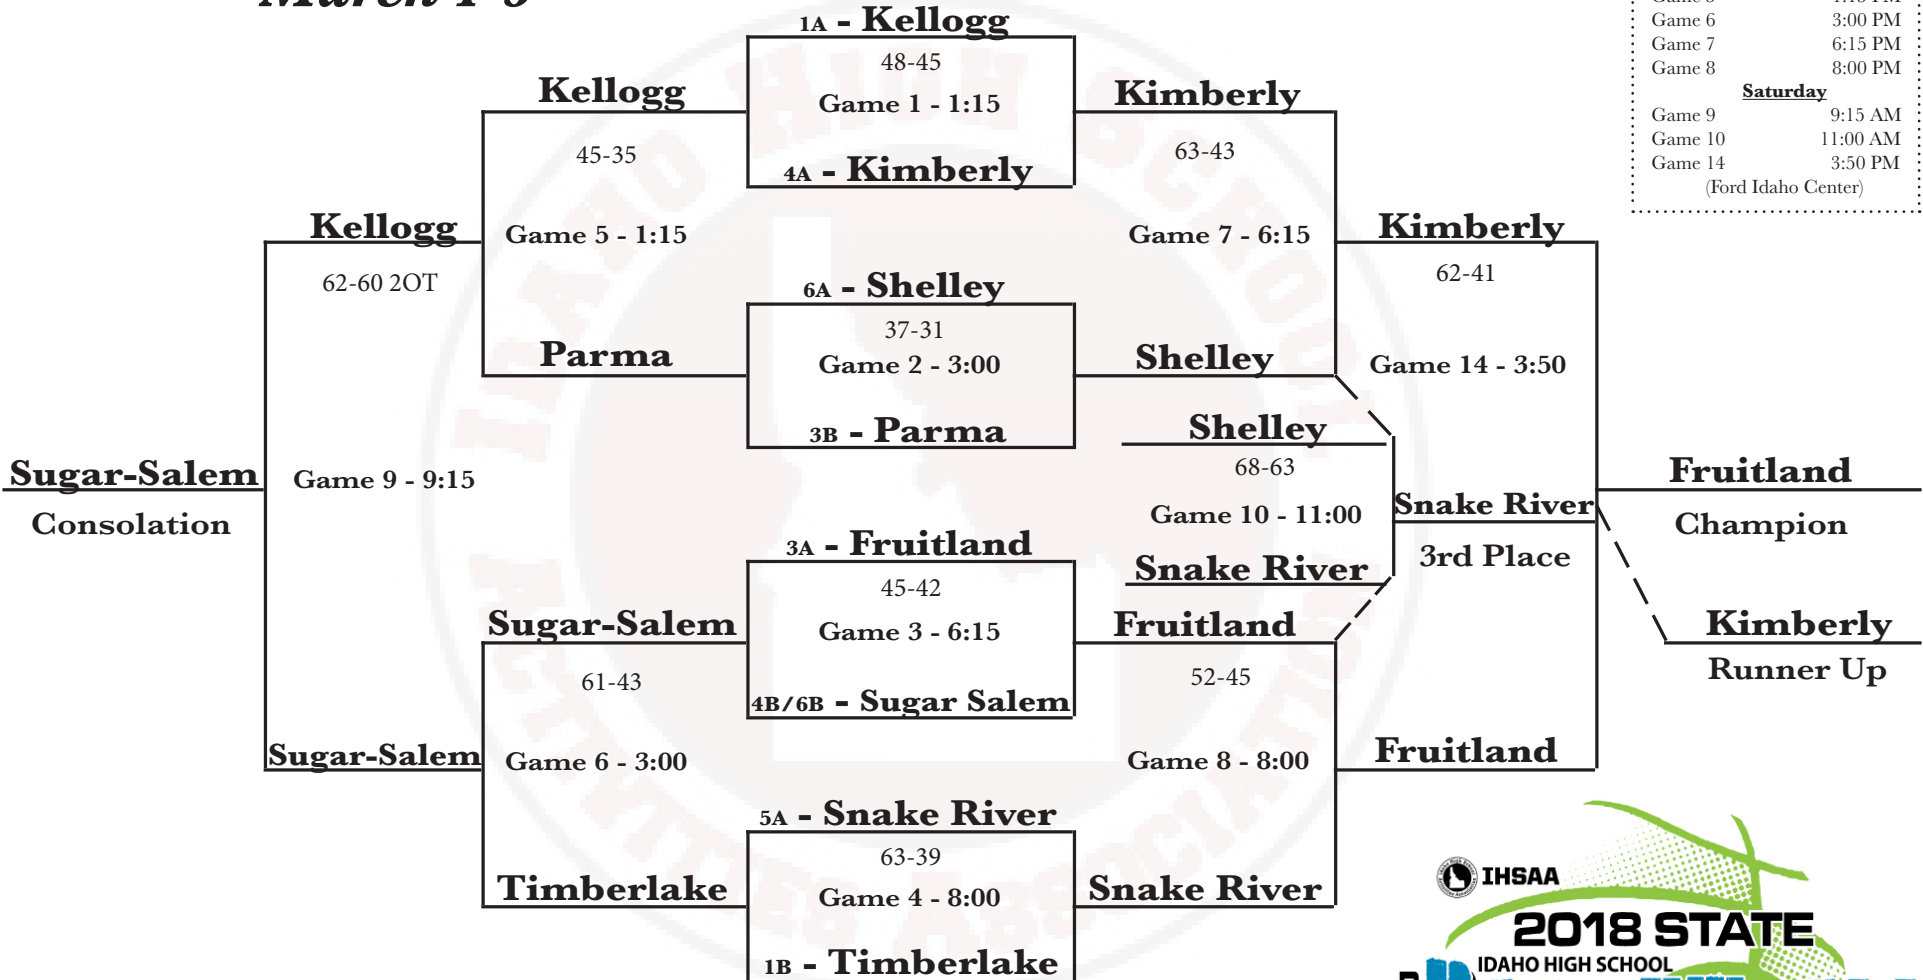 March 1-3
Game 6 3:00 PM
Game 7 6:15 PM
Game 8 8:00 PM
Saturday
Game 9 9:15 AM
Game 10 11:00 AM
Game 14 3:50 PM
(Ford Idaho Center)
1A - Kellogg
48-45
Game 1 - 1:15
4A - Kimberly
Kellogg
45-35
Game 5 - 1:15
Parma
Kimberly
63-43
Game 7 - 6:15
Shelley
6A - Shelley
37-31
Game 2 - 3:00
3B - Parma
Kellogg
62-60 2OT
Game 9 - 9:15
Sugar-Salem
Sugar-Salem
Consolation
Kimberly
62-41
Game 14 - 3:50
Fruitland
Shelley
68-63
Game 10 - 11:00
Snake River
Snake River
3rd Place
Fruitland
Champion
Kimberly
Runner Up
3A - Fruitland
45-42
Game 3 - 6:15
4B/6B - Sugar Salem
Sugar-Salem
61-43
Game 6 - 3:00
Timberlake
Fruitland
52-45
Game 8 - 8:00
Snake River
5A - Snake River
63-39
Game 4 - 8:00
1B - Timberlake
IDAHO HIGH SCHOOL
ACTIVITIES ASSOCIATION
IHSAA
2018 STATE
IDAHO HIGH SCHOOL